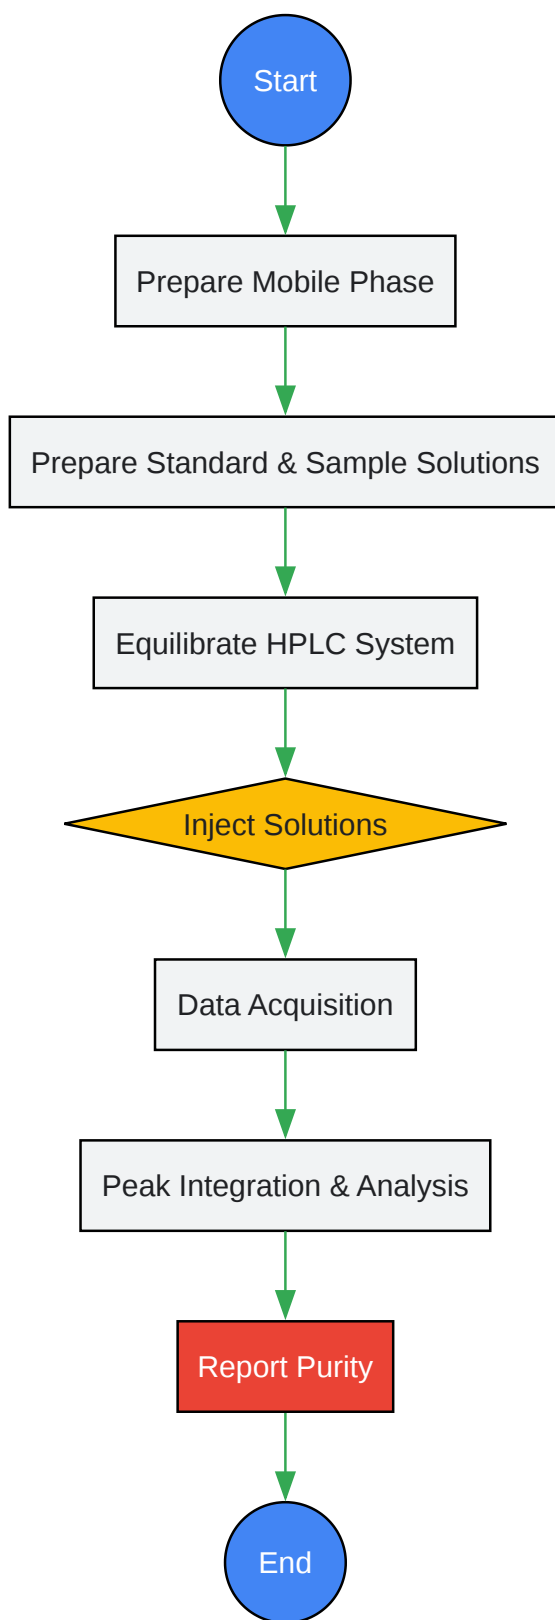 Start
Prepare Mobile Phase
Prepare Standard & Sample Solutions
Equilibrate HPLC System
Inject Solutions
Data Acquisition
Peak Integration & Analysis
Report Purity
End